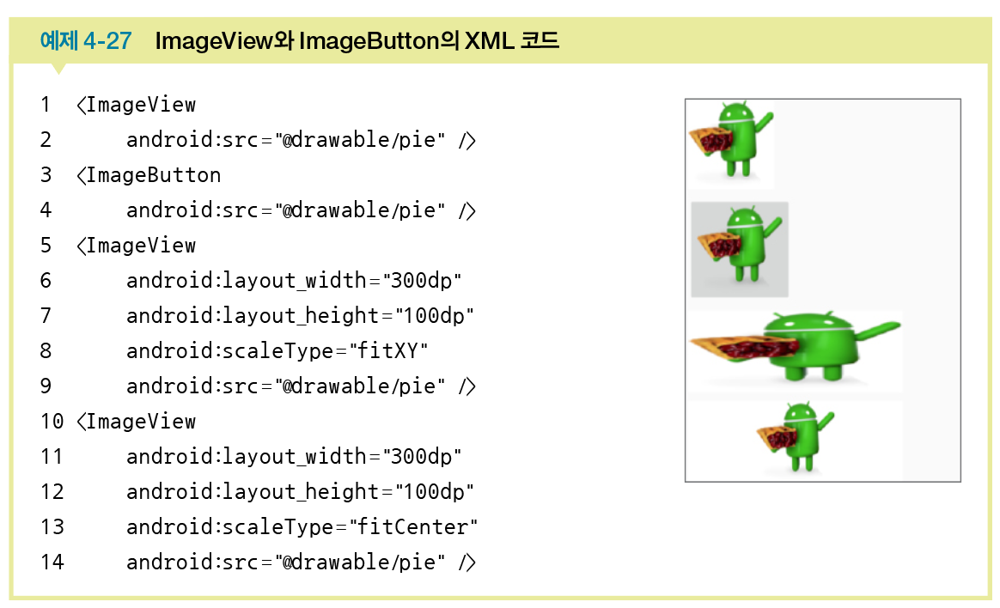 예제 4-27 ImageView와 ImageButton의 XML 코드
1 <ImageView
2 android:src="@drawable/pie" />
3 <ImageButton
4 android:src="@drawable/pie" />
5 <ImageView
6 android:layout_width="300dp"
7 android:layout_height="100dp"
8 android:scaleType="fitXY"
9 android:src="@drawable/pie" />
10 <ImageView
11 android:layout_width="300dp"
12 android:layout_height="100dp"
13 android:scaleType="fitCenter"
14 android:src="@drawable/pie" />